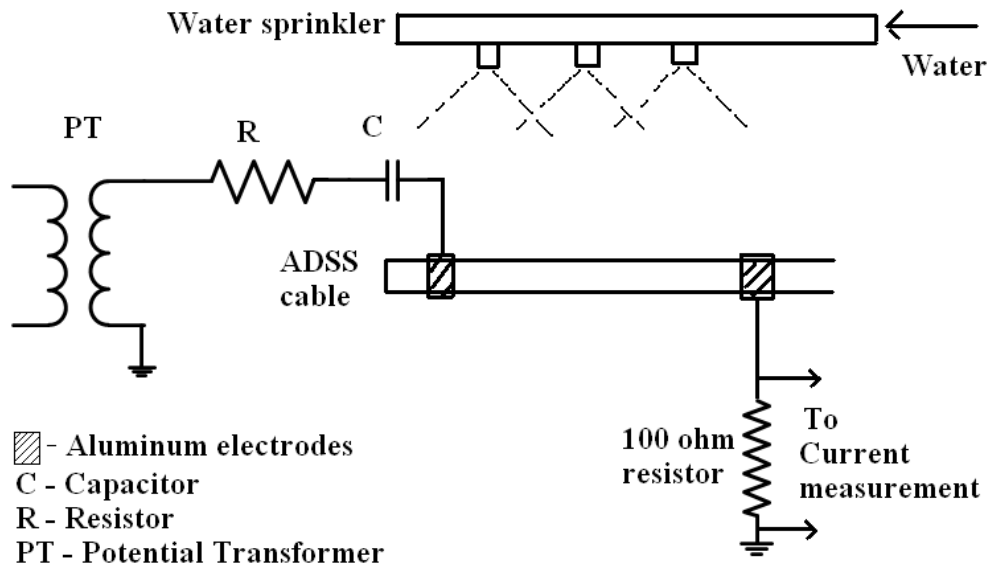 Water sprinkler
Water
PT
R
C
ADSS
cable
100 ohm
resistor
To
Current
measurement
- Aluminum electrodes
C - Capacitor
R - Resistor
PT - Potential Transformer